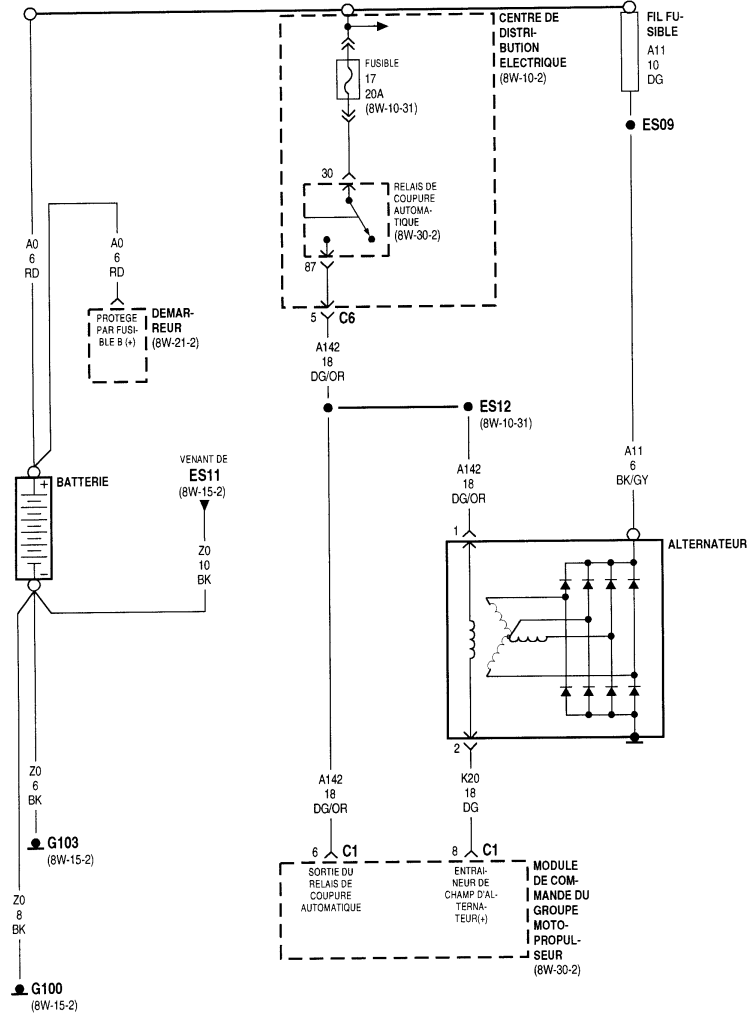 CENTRE DE
DISTRI-
BUTION
ELECTRIQUE
(8W-10-2)
FIL FU-
SIBLE
A11
10
DG
FUSIBLE
17
20A
(8W-10-31)
ES09
30
RELAIS DE
COUPURE
AUTOMA-
TIQUE
(8W-30-2)
87
A0
6
RD
A0
6
RD
PROTEGE
PAR FUSI-
BLE B (+)
DEMAR-
REUR
(8W-21-2)
5
C6
A142
18
DG/OR
ES12
(8W-10-31)
A142
18
DG/OR
A11
6
BK/GY
BATTERIE
+
−
VENANT DE
ES11
(8W-15-2)
Z0
10
BK
1
ALTERNATEUR
2
Z0
6
BK
G103
(8W-15-2)
A142
18
DG/OR
K20
18
DG
6
C1
8
C1
SORTIE DU
RELAIS DE
COUPURE
AUTOMATIQUE
ENTRAI-
NEUR DE
CHAMP D'AL-
TERNA-
TEUR(+)
MODULE
DE COM-
MANDE DU
GROUPE
MOTO-
PROPUL-
SEUR
(8W-30-2)
Z0
8
BK
G100
(8W-15-2)